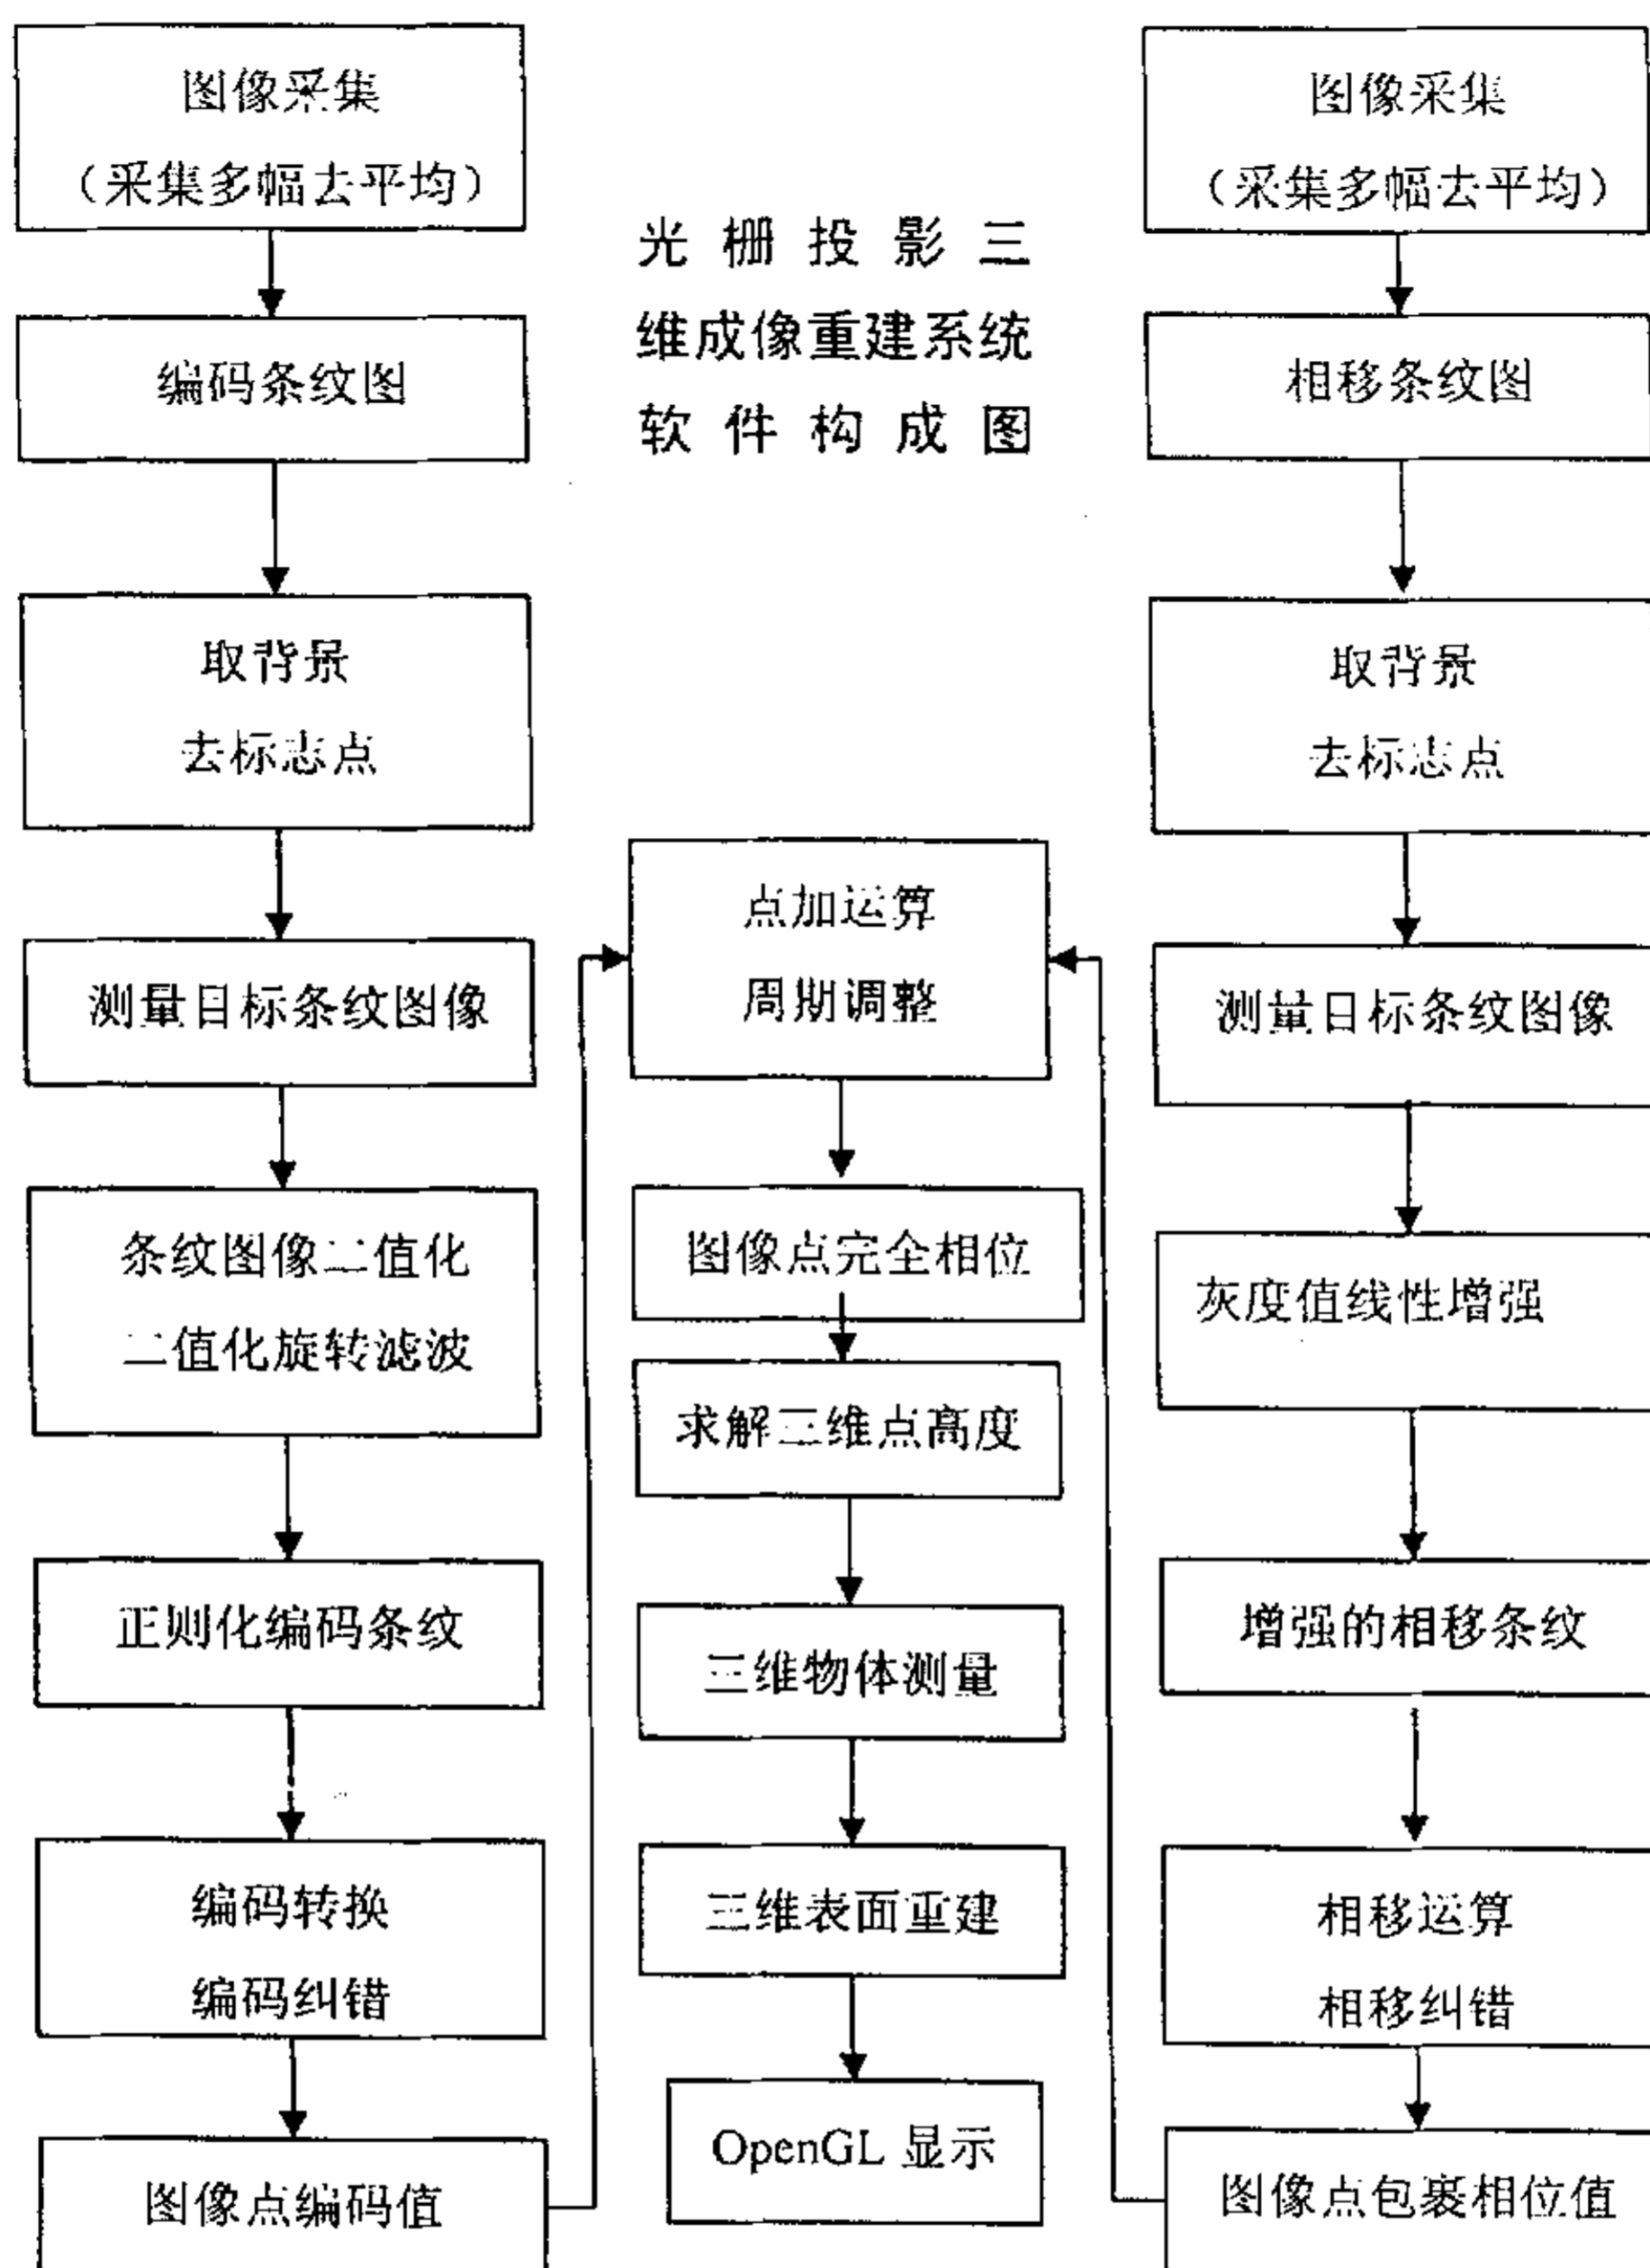 图像采集
（采集多幅去平均）
编码条纹图
取背景
去标志点
测量目标条纹图像
条纹图像二值化
二值化旋转滤波
正则化编码条纹
编码转换
编码纠错
图像点编码值
光栅投影三
维成像重建系统
软件构成图
点加运算
周期调整
图像点完全相位
求解三维点高度
三维物体测量
三维表面重建
OpenGL 显示
图像采集
（采集多幅去平均）
相移条纹图
取背景
去标志点
测量目标条纹图像
灰度值线性增强
增强的相移条纹
相移运算
相移纠错
图像点包裹相位值